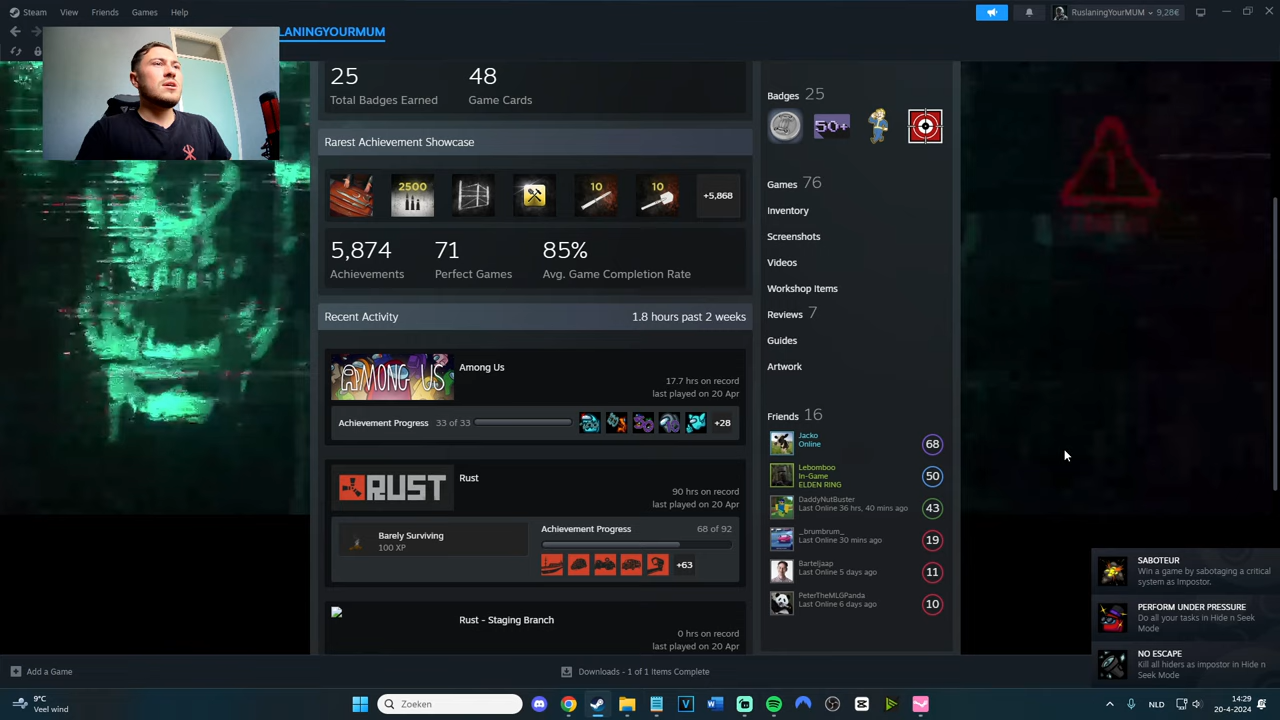 Steam View Friends Games Help
RuslaningYourMUM 9,28€
LANINGYOURMUM
25
Total Badges Earned
48
Game Cards
Rarest Achievement Showcase
2500
10
10
+5,868
5,874
Achievements
71
Perfect Games
85%
Avg. Game Completion Rate
Recent Activity
1.8 hours past 2 weeks
AMONG US
Among Us
17.7 hrs on record
last played on 20 Apr
Achievement Progress 33 of 33
+28
RUST
Rust
90 hrs on record
last played on 20 Apr
Barely Surviving
100 XP
Achievement Progress 68 of 92
+63
Rust - Staging Branch
0 hrs on record
last played on 20 Apr
Badges 25
50+
Games 76
Inventory
Screenshots
Videos
Workshop Items
Reviews 7
Guides
Artwork
Friends 16
Jacko
Online
68
Lebomboo
In-Game
ELDEN RING
50
DaddyNutBuster
Last Online 36 hrs, 40 mins ago
43
_brumbrum_
Last Online 30 mins ago
19
Barteljaap
Last Online 5 days ago
11
PeterTheMLGPanda
Last Online 6 days ago
10
SABOTEUR
Win a game by sabotaging a critical
system as Impostor.
PERFORM UNDER PRESSURE
Do all your tasks in Hide n Seek
Mode
NO ESCAPE
Kill all hiders as impostor in Hide n
Seek Mode
Add a Game
Downloads - 1 of 1 Items Complete
9°C
Veel wind
Zoeken
NLD
14:29
20-4-2024